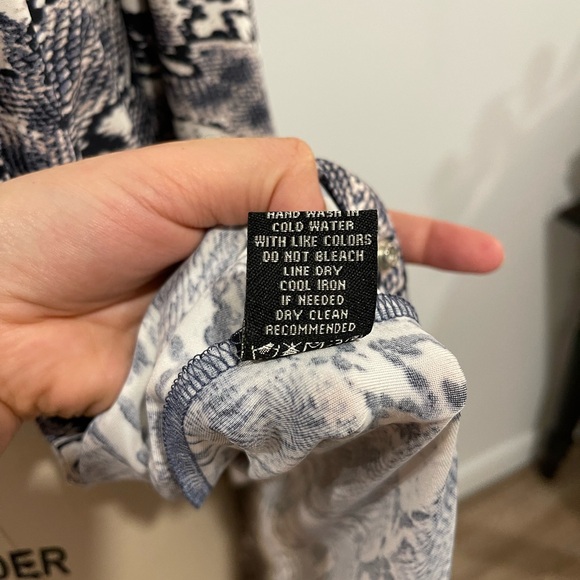 HAND WASH IN
COLD WATER
WITH LIKE COLORS
DO NOT BLEACH
LINE DRY
COOL IRON
IF NEEDED
DRY CLEAN
RECOMMENDED
DER